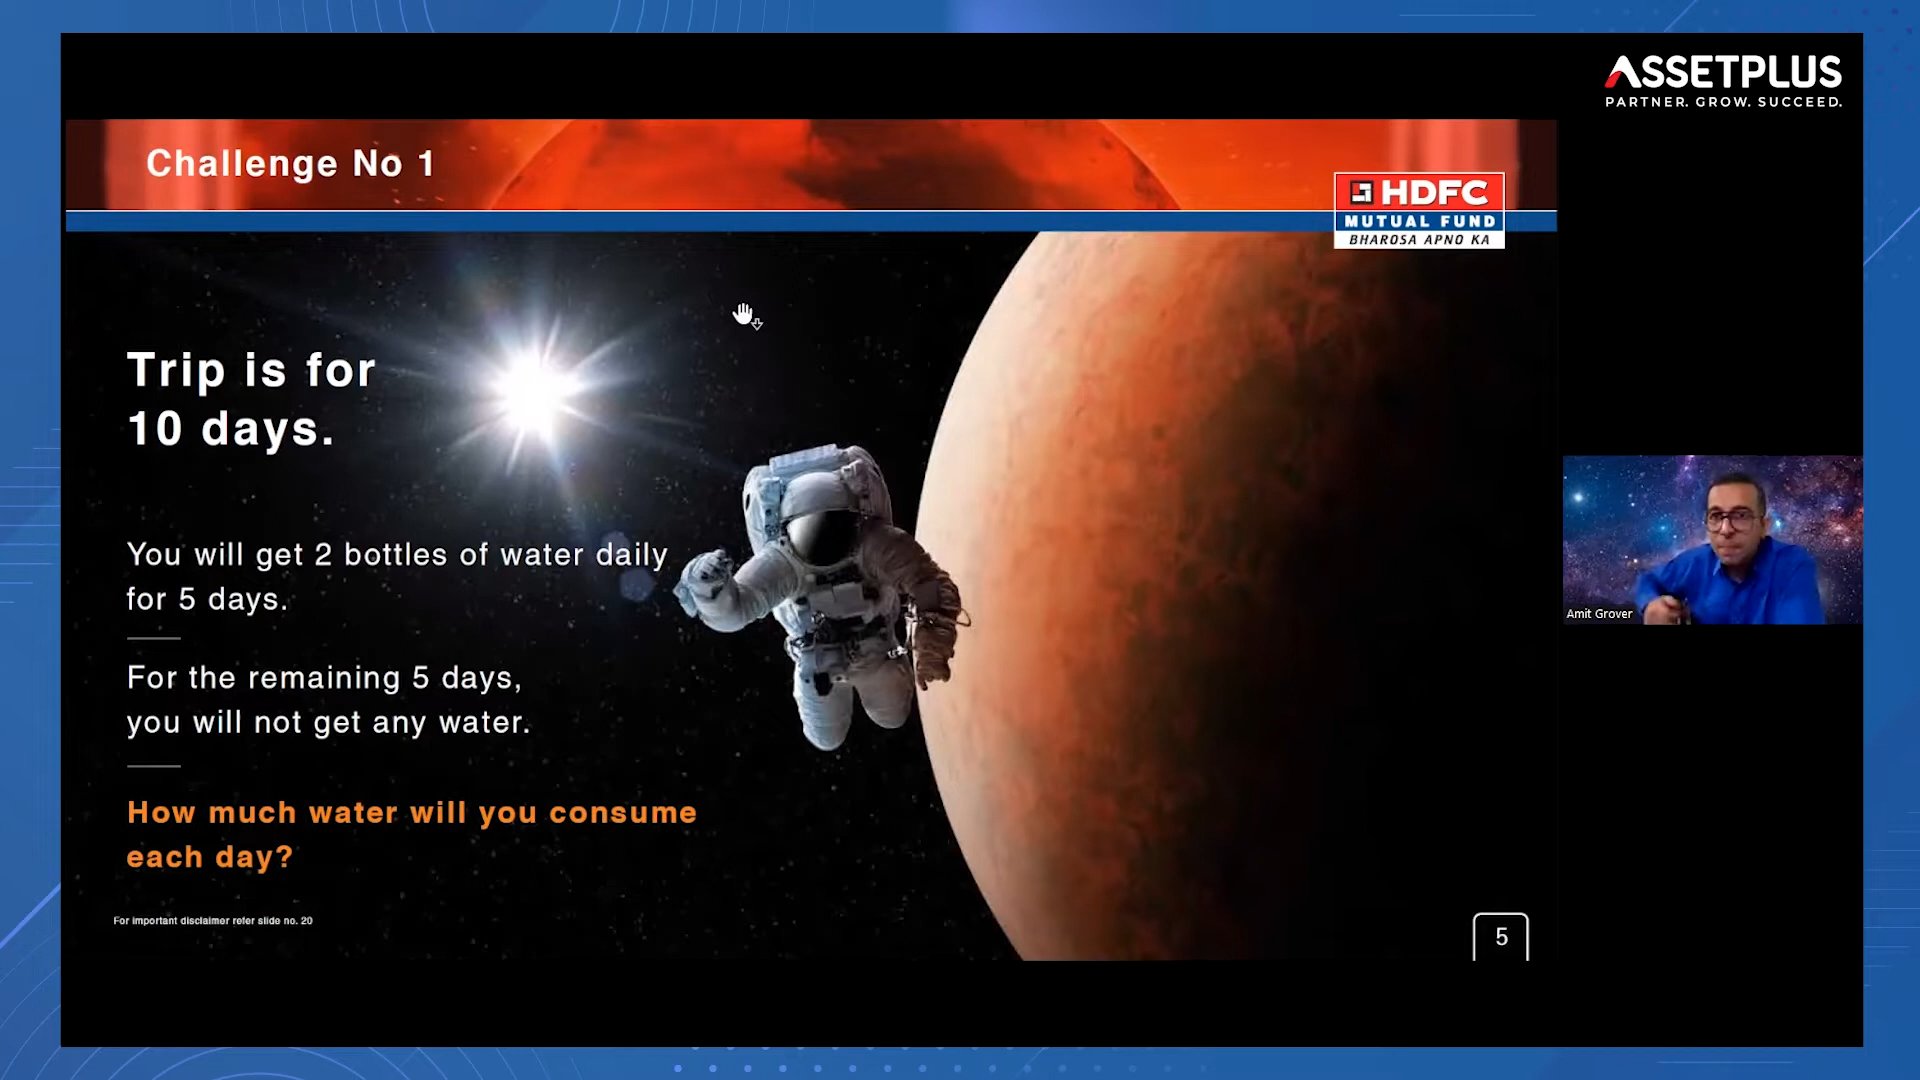 ASSETPLUS
PARTNER. GROW. SUCCEED.
Challenge No 1
HDFC
MUTUAL FUND
BHAROSA APNO KA
Trip is for
10 days.
You will get 2 bottles of water daily
for 5 days.
For the remaining 5 days,
you will not get any water.
How much water will you consume
each day?
Amit Grover
For important disclaimer refer slide no. 20
5